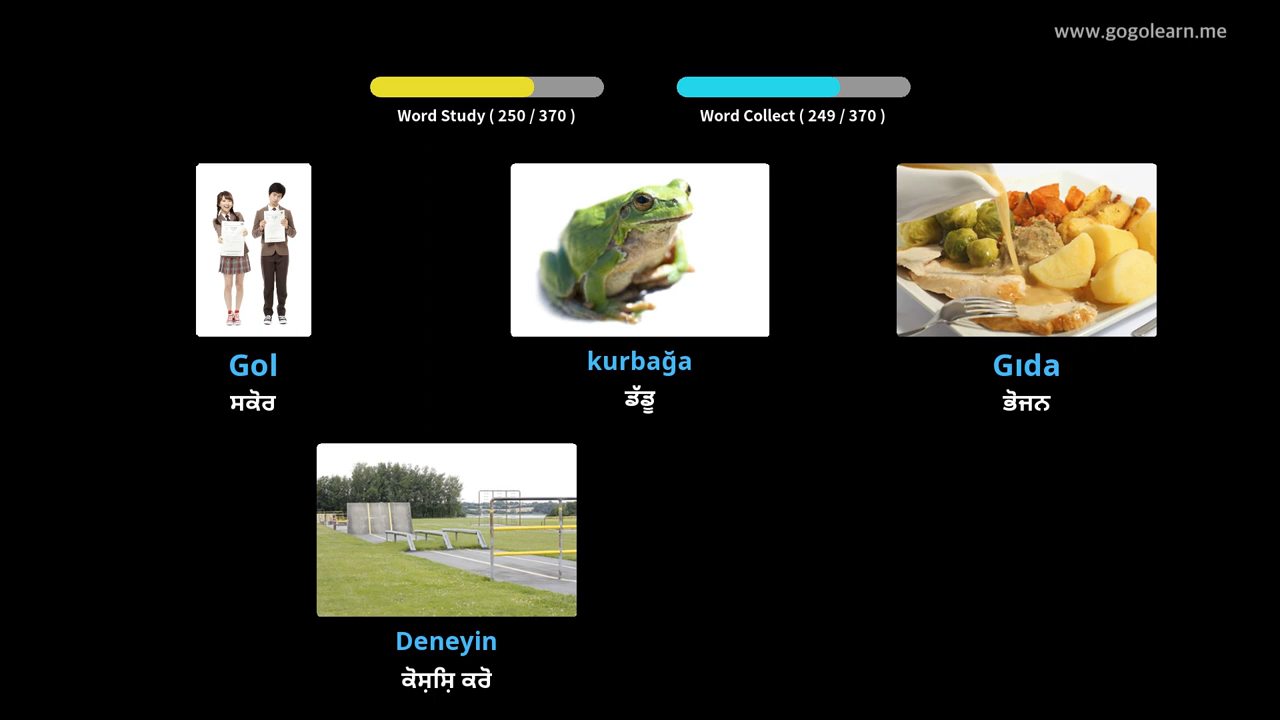 www.gogolearn.me
Word Study ( 250 / 370 )
Word Collect ( 249 / 370 )
Gol
ਸਕੋਰ
kurbağa
ਡੱਡੂ
Gıda
ਭੋਜਨ
Deneyin
ਕੋਸ਼ਸ਼ਿ ਕਰੋ